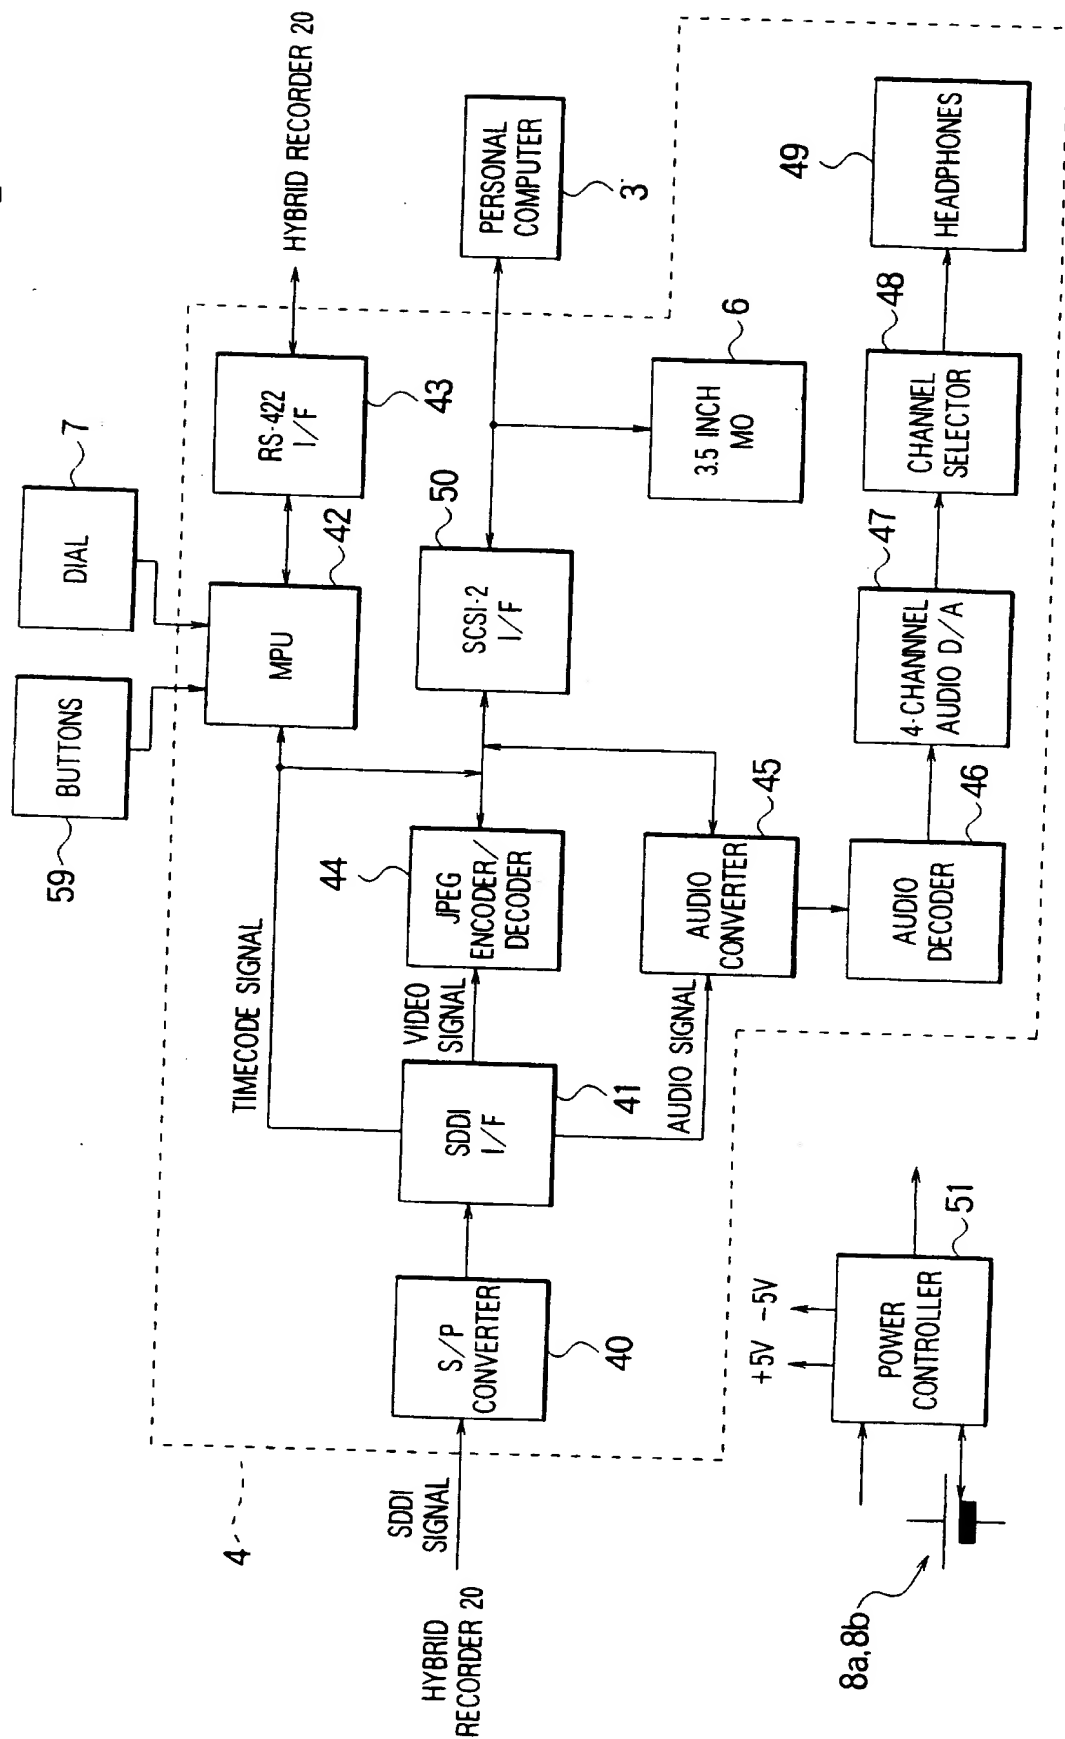 HYBRID
RECORDER 20
SDDI
SIGNAL
4
S/P
CONVERTER
40
SDDI
I/F
41
TIMECODE SIGNAL
VIDEO
SIGNAL
AUDIO SIGNAL
JPEG
ENCODER/
DECODER
44
BUTTONS
59
DIAL
7
MPU
42
RS-422
I/F
43
HYBRID RECORDER 20
SCSI-2
I/F
50
PERSONAL
COMPUTER
3
3.5 INCH
MO
6
AUDIO
CONVERTER
45
AUDIO
DECODER
46
4-CHANNNEL
AUDIO D/A
47
CHANNEL
SELECTOR
48
HEADPHONES
49
8a,8b
POWER
CONTROLLER
51
+5V
-5V